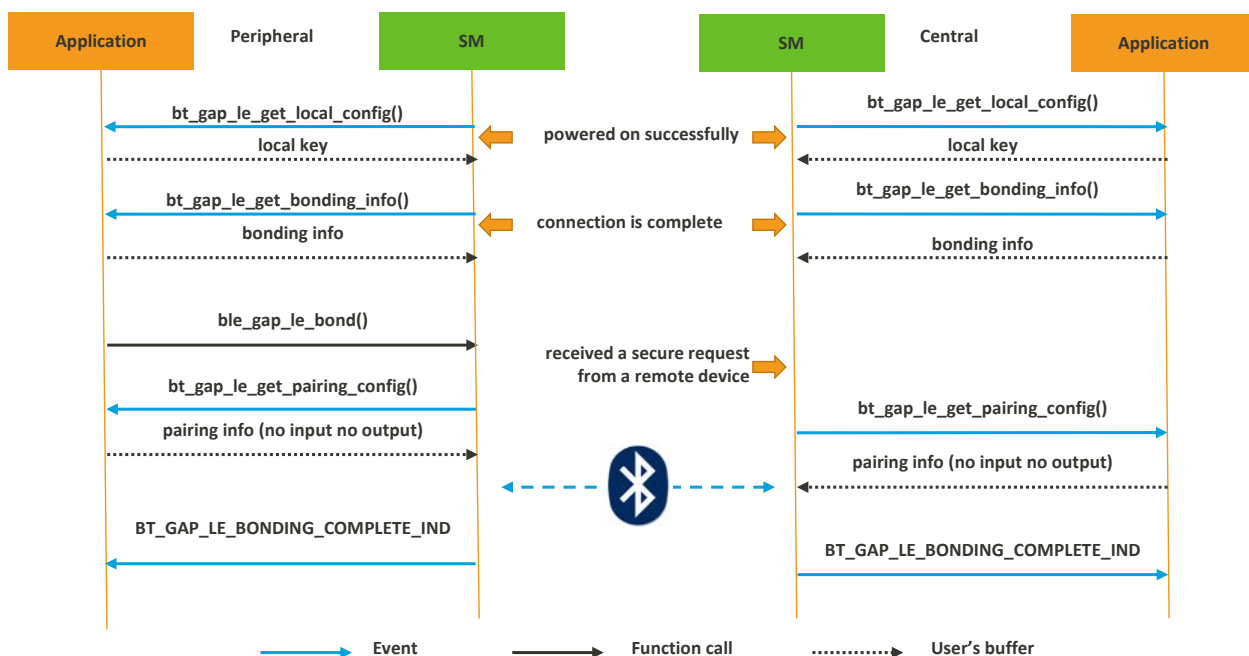 Application
Peripheral
SM
SM
Central
Application
bt_gap_le_get_local_config()
bt_gap_le_get_local_config()
powered on successfully
local key
local key
bt_gap_le_get_bonding_info()
bt_gap_le_get_bonding_info()
connection is complete
bonding info
bonding info
ble_gap_le_bond()
received a secure request
from a remote device
bt_gap_le_get_pairing_config()
bt_gap_le_get_pairing_config()
pairing info (no input no output)
pairing info (no input no output)
BT_GAP_LE_BONDING_COMPLETE_IND
BT_GAP_LE_BONDING_COMPLETE_IND
Event
Function call
User's buffer